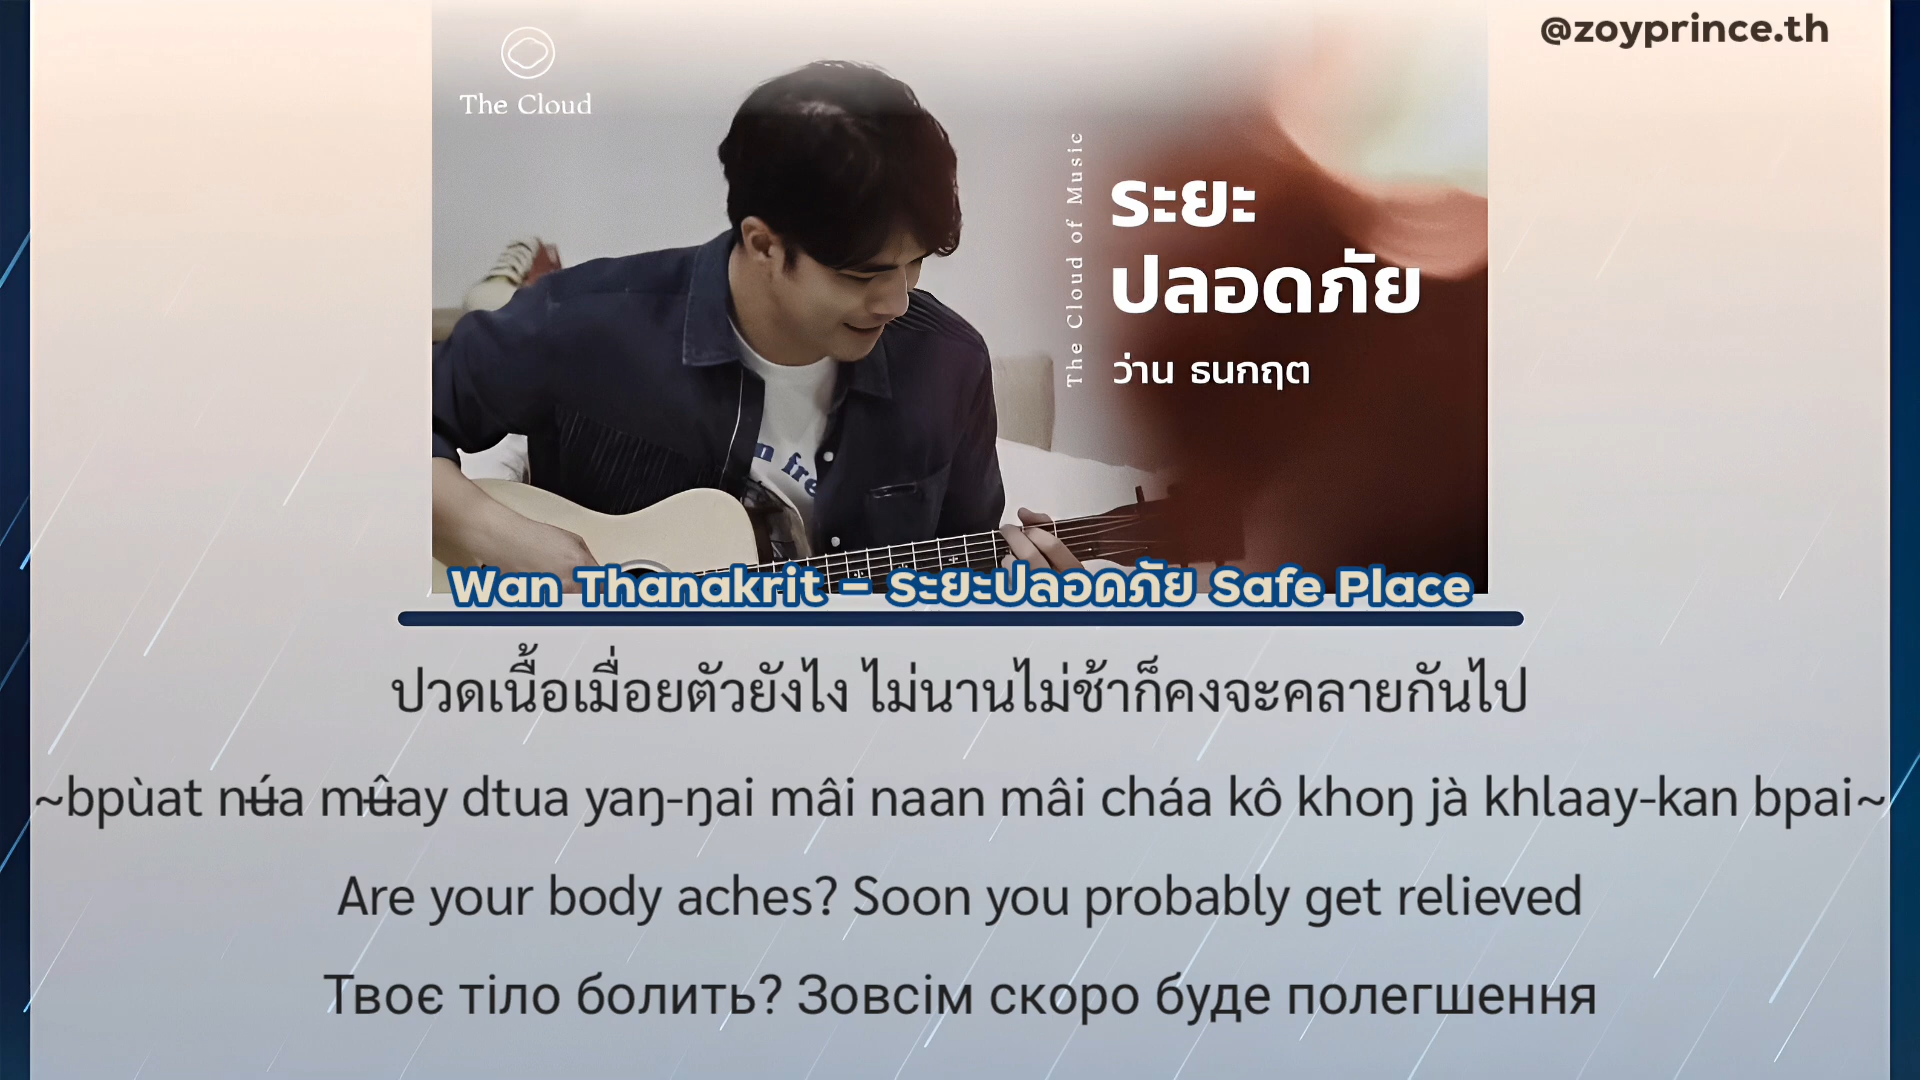 @zoyprince.th
The Cloud
The Cloud of Music
ระยะ
ปลอดภัย
ว่าน ธนกฤต
n fre
Wan Thanakrit – ระยะปลอดภัย Safe Place
ปวดเนื้อเมื่อยตัวยังไง ไม่นานไม่ช้าก็คงจะคลายกันไป
~bpùat nʉ́a mʉ̂ay dtua yaŋ-ŋai mâi naan mâi cháa kô khoŋ jà khlaay-kan bpai~
Are your body aches? Soon you probably get relieved
Твоє тіло болить? Зовсім скоро буде полегшення